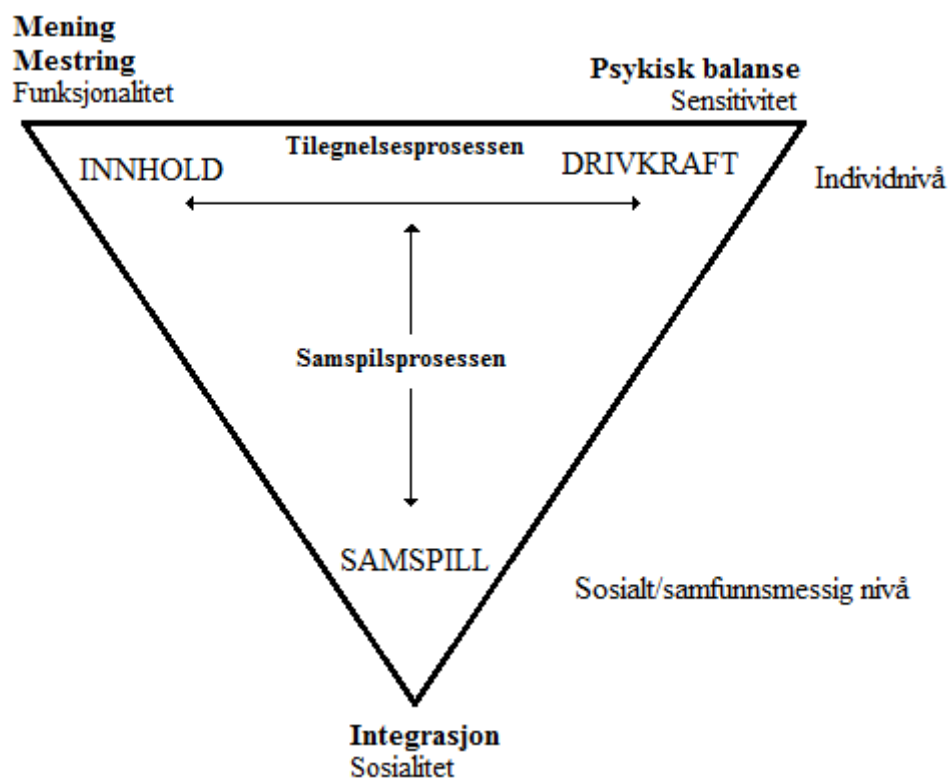 Mening
Mestring
Funksjonalitet
Psykisk balanse
Sensitivitet
Tilegnelsesprosessen
INNHOLD
DRIVKRAFT
Individnivå
Samspilsprosessen
SAMSPILL
Sosialt/samfunnsmessig nivå
Integrasjon
Sosialitet